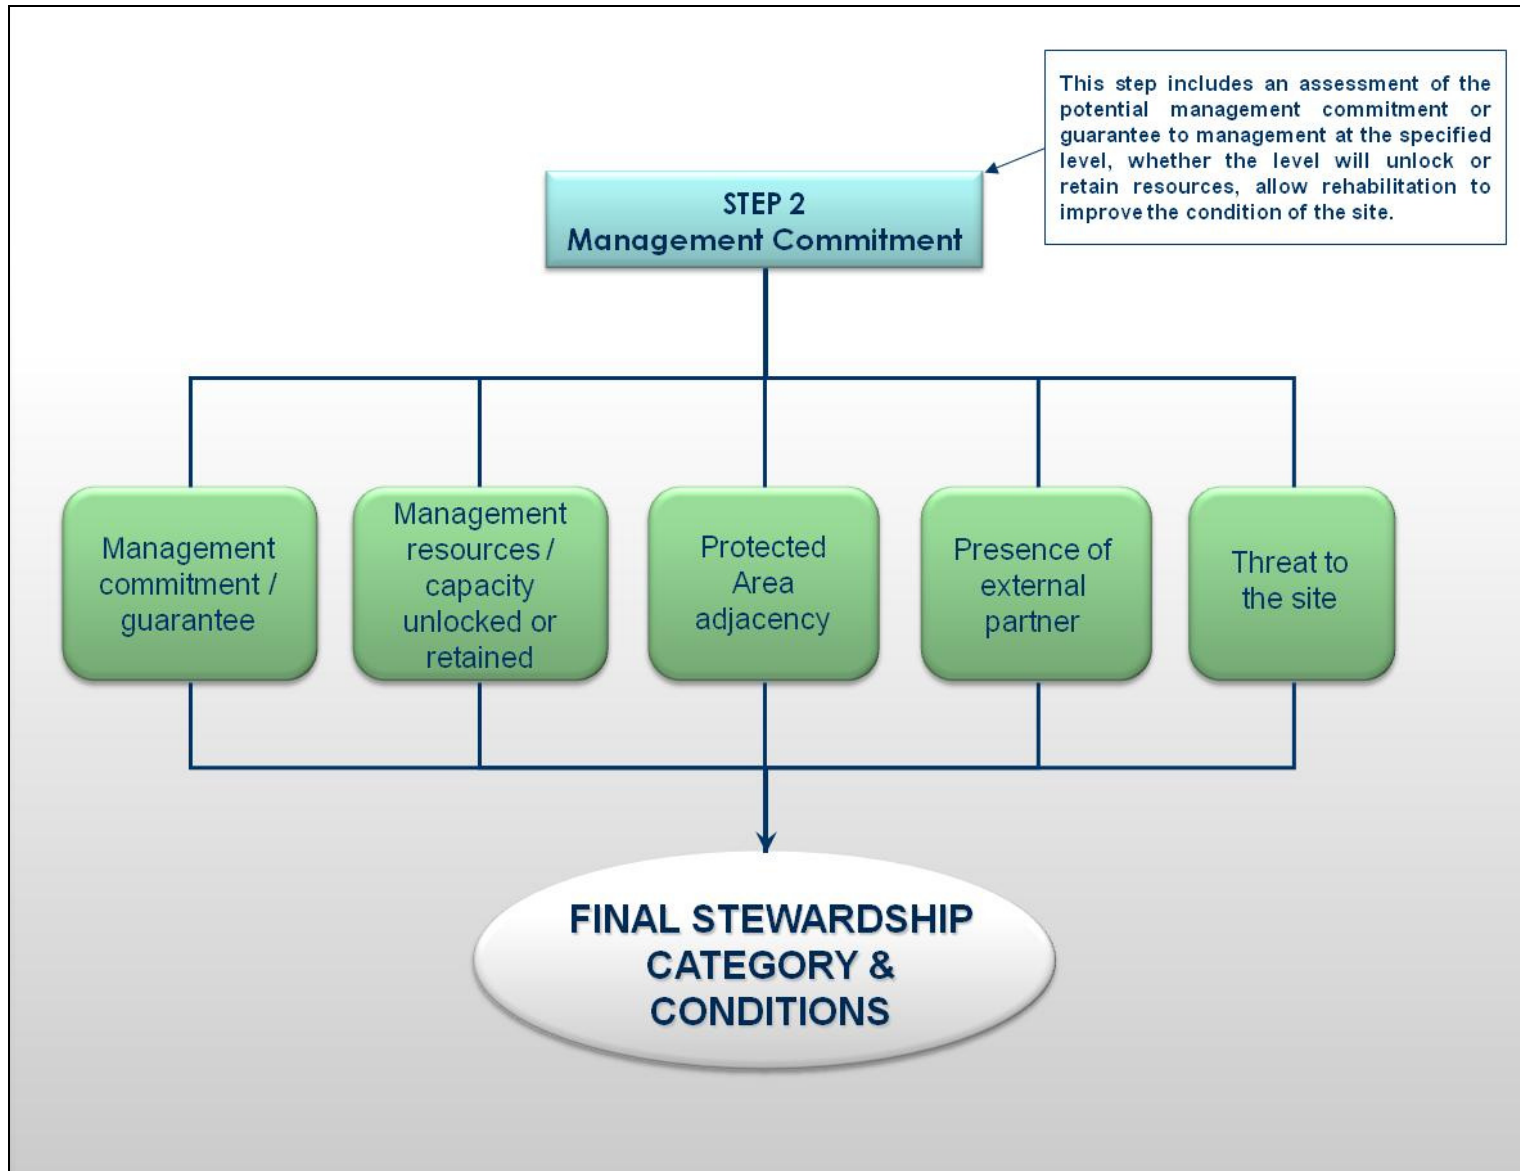 This step includes an assessment of the
potential management commitment or
guarantee to management at the specified
level, whether the level will unlock or
retain resources, allow rehabilitation to
improve the condition of the site.
STEP 2
Management Commitment
Management
commitment /
guarantee
Management
resources /
capacity
unlocked or
retained
Protected
Area
adjacency
Presence of
external
partner
Threat to
the site
FINAL STEWARDSHIP
CATEGORY &
CONDITIONS